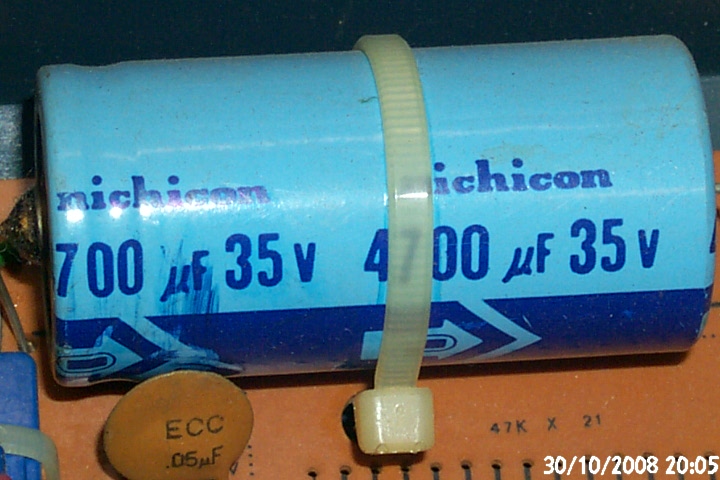 nichicon nichicon
700 µF 35 V 4700 µF 35 V
ECC
.05µF
47K X 21
30/10/2008 20:05